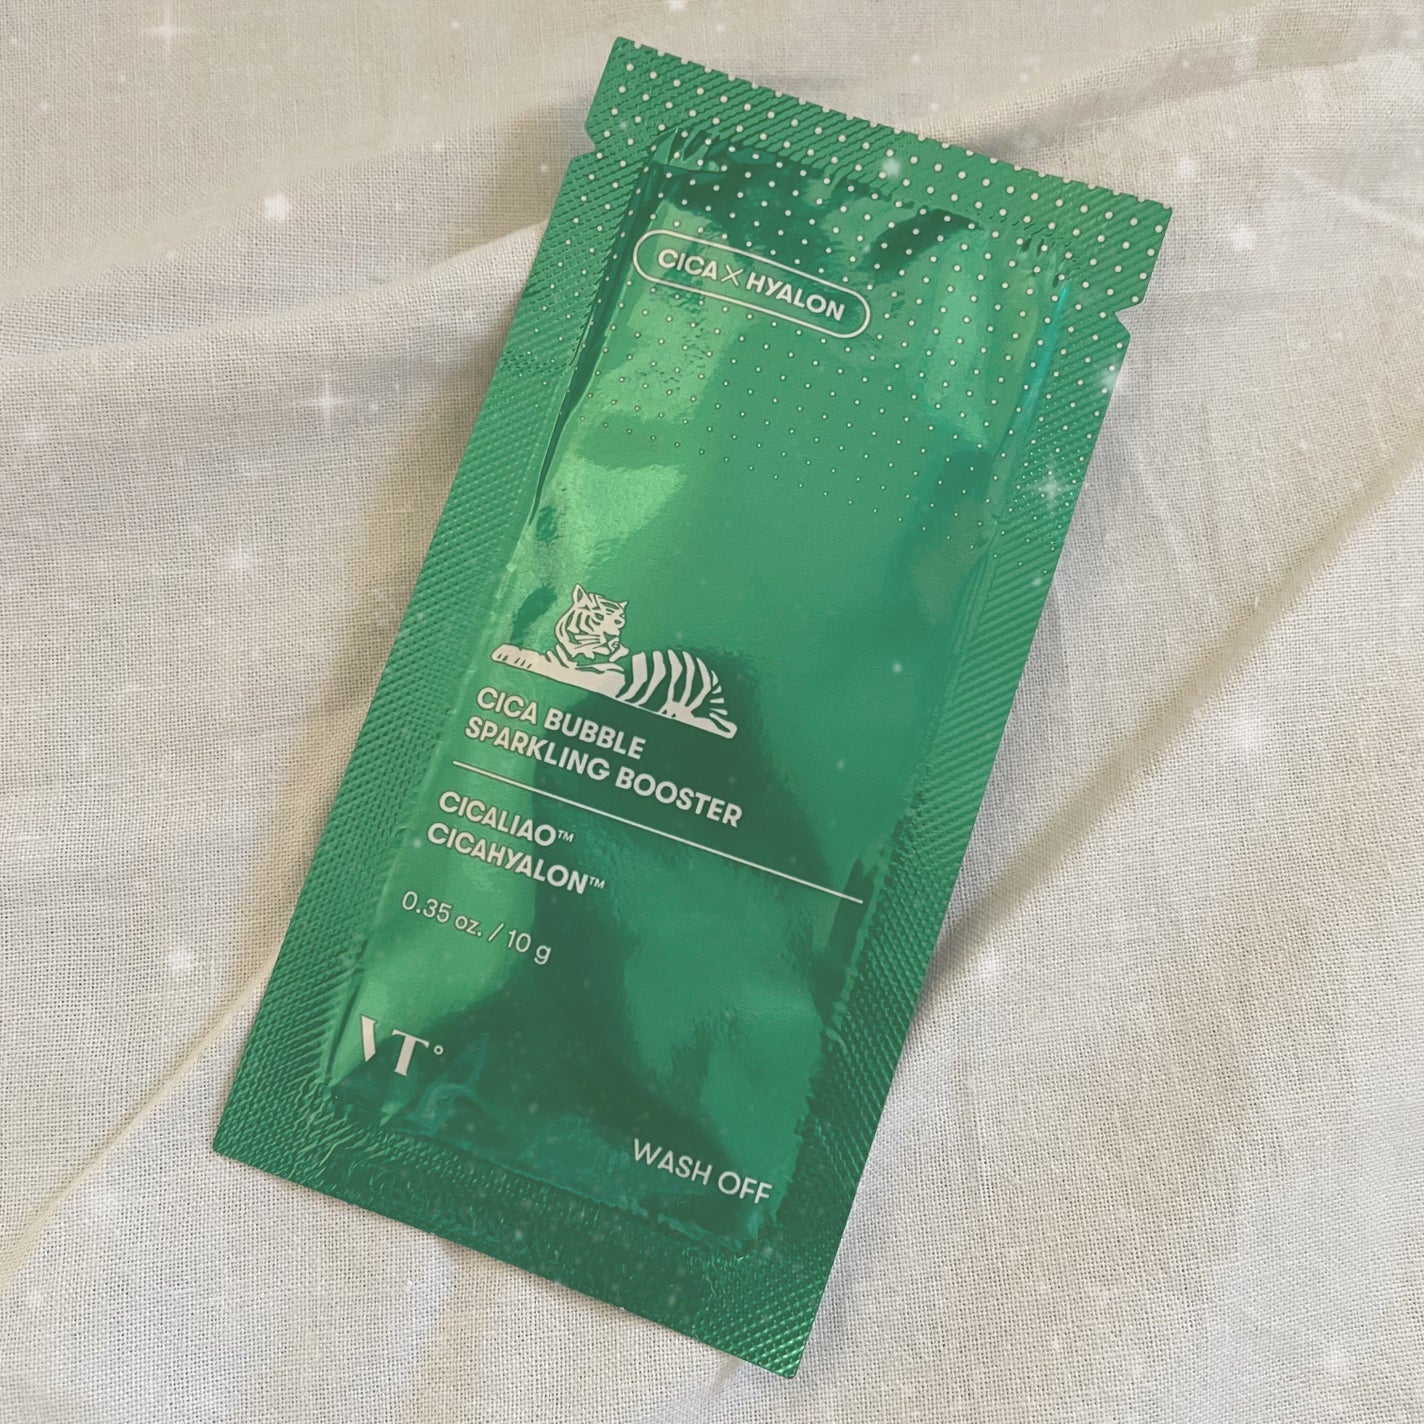 CICA X HYALON
CICA BUBBLE
SPARKLING BOOSTER
CICALIAO™
CICAHYALON™
0.35 oz. / 10 g
VT°
WASH OFF